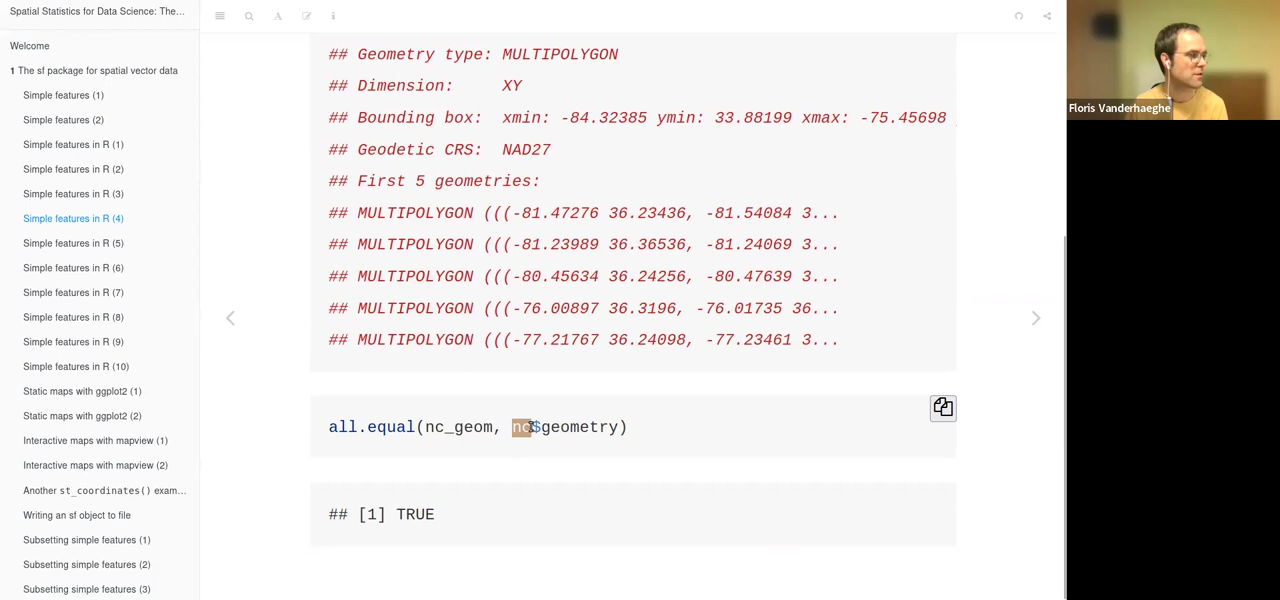 Spatial Statistics for Data Science: The...
Welcome
1 The sf package for spatial vector data
Simple features (1)
Simple features (2)
Simple features in R (1)
Simple features in R (2)
Simple features in R (3)
Simple features in R (4)
Simple features in R (5)
Simple features in R (6)
Simple features in R (7)
Simple features in R (8)
Simple features in R (9)
Simple features in R (10)
Static maps with ggplot2 (1)
Static maps with ggplot2 (2)
Interactive maps with mapview (1)
Interactive maps with mapview (2)
Another st_coordinates() exam...
Writing an sf object to file
Subsetting simple features (1)
Subsetting simple features (2)
Subsetting simple features (3)
## Geometry type: MULTIPOLYGON
## Dimension: XY
## Bounding box: xmin: -84.32385 ymin: 33.88199 xmax: -75.45698
## Geodetic CRS: NAD27
## First 5 geometries:
## MULTIPOLYGON (((-81.47276 36.23436, -81.54084 3...
## MULTIPOLYGON (((-81.23989 36.36536, -81.24069 3...
## MULTIPOLYGON (((-80.45634 36.24256, -80.47639 3...
## MULTIPOLYGON (((-76.00897 36.3196, -76.01735 36...
## MULTIPOLYGON (((-77.21767 36.24098, -77.23461 3...
all.equal(nc_geom, nc$geometry)
## [1] TRUE
Floris Vanderhaeghe